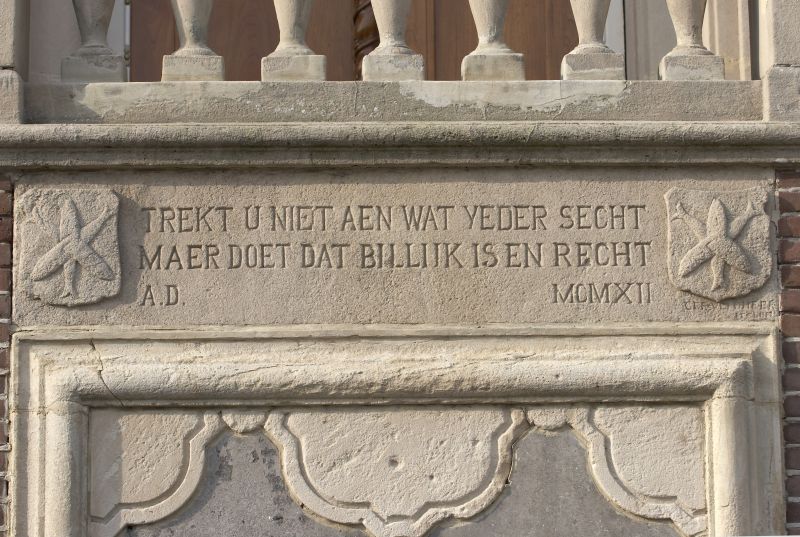 TREKT U NIET AEN WAT YEDER SECHT
MAER DOET DAT BILLIJK IS EN RECHT
A.D. MCMXII